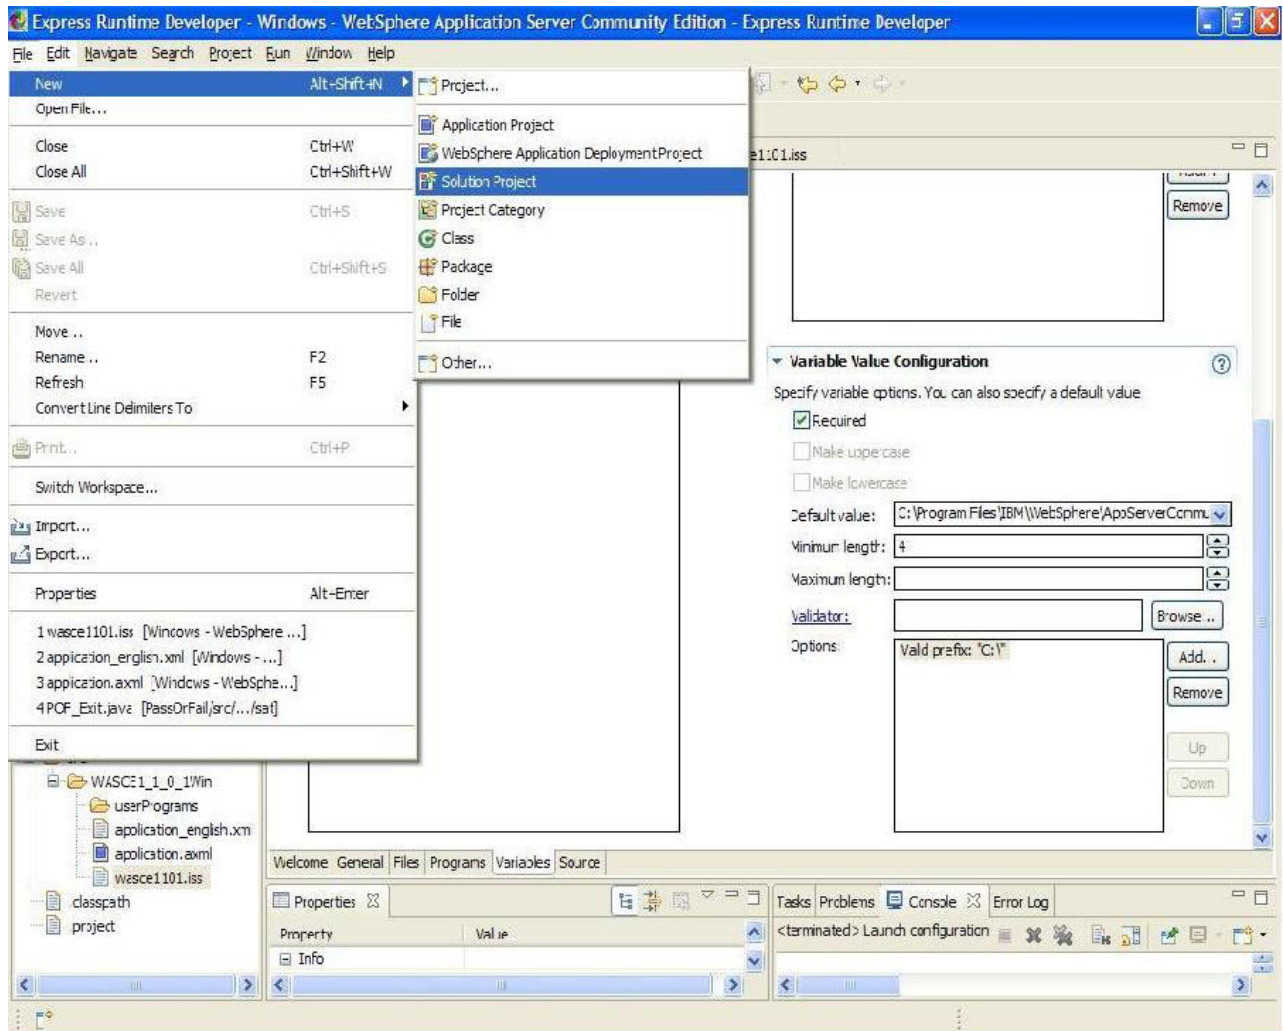 Express Runtime Developer - Windows - WebSphere Application Server Community Edition - Express Runtime Developer
File Edit Navigate Search Project Run Window Help
New Alt+Shift+N
Open File...
Close Ctrl+W
Close All Ctrl+Shift+W
Save Ctrl+S
Save As...
Save All Ctrl+Shift+S
Revert
Move...
Rename... F2
Refresh F5
Convert Line Delimiters To
Print... Ctrl+P
Switch Workspace...
Import...
Export...
Properties Alt+Enter
1 wasce1101.iss [Windows - WebSphere ...]
2 application_english.xml [Windows - ...]
3 application.axml [Windows - WebSphe...]
4 POF_Exit.java [PassOrFail/src/.../sat]
Exit
Project...
Application Project
WebSphere Application Deployment Project
Solution Project
Project Category
Class
Package
Folder
File
Other...
e1101.iss
Remove
Variable Value Configuration
Specify variable options. You can also specify a default value
Required
Make uppercase
Make lowercase
Default value: C:\Program Files\IBM\WebSphere\AppServerCommu
Minimum length: 4
Maximum length:
Validator: Browse...
Options Valid prefix: "C:\"
Add...
Remove
Up
Down
WASCE1_1_0_1Win
userPrograms
application_english.xm
application.axml
wasce1101.iss
classpath
project
Welcome General Files Programs Variables Source
Properties
Property Value
Info
Tasks Problems Console Error Log
<terminated> Launch configuration